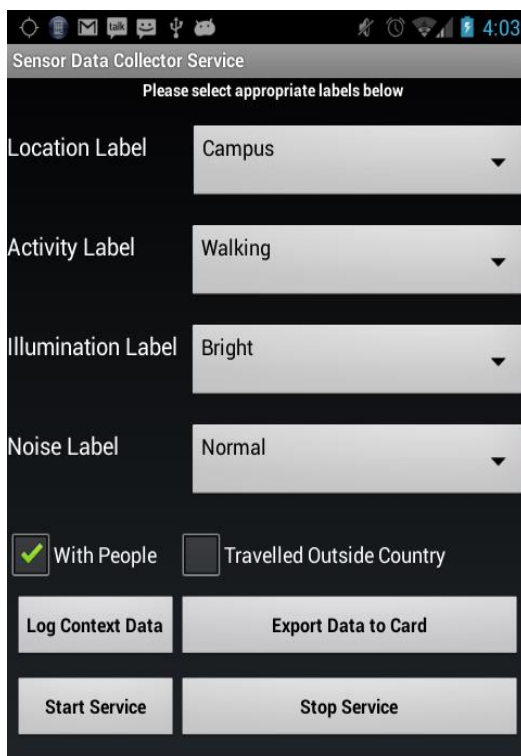 talk 4:03
Sensor Data Collector Service
Please select appropriate labels below
Location Label Campus
Activity Label Walking
Illumination Label Bright
Noise Label Normal
With People Travelled Outside Country
Log Context Data Export Data to Card
Start Service Stop Service